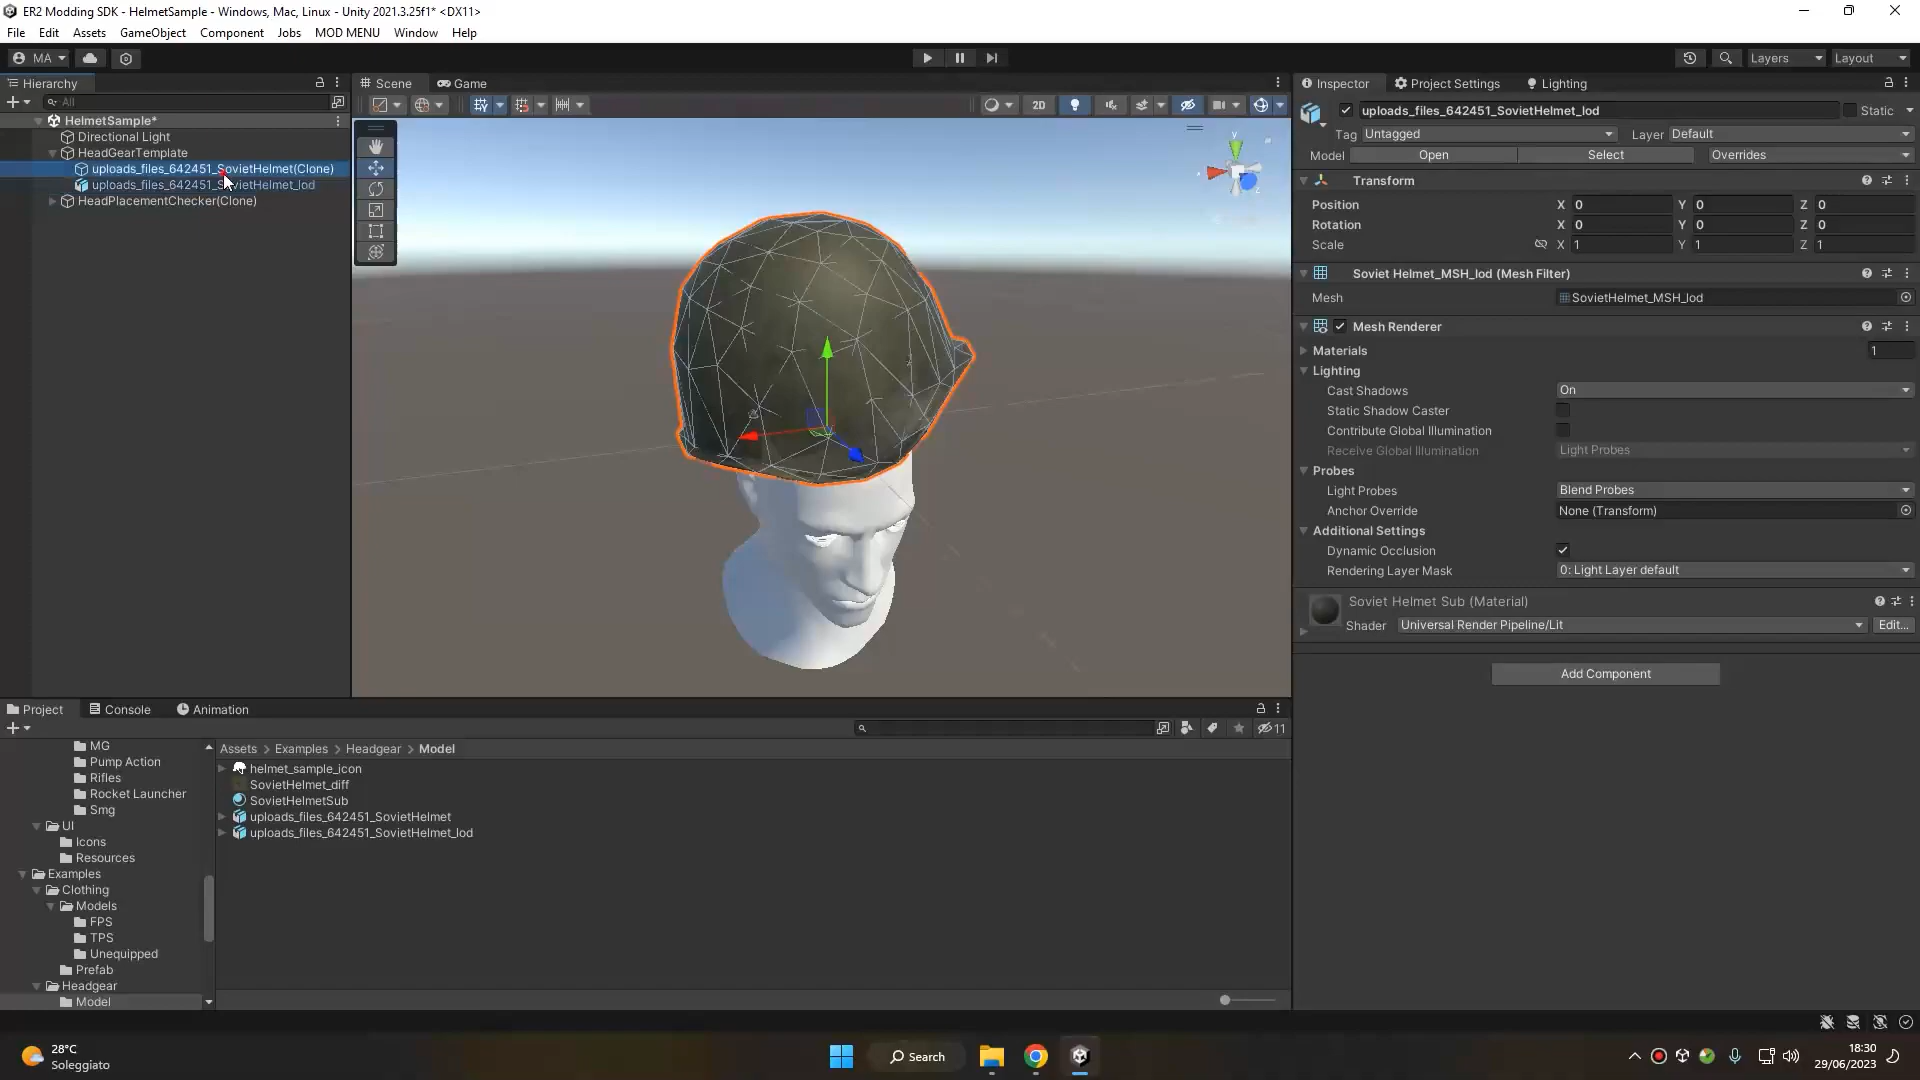 ER2 Modding SDK - HelmetSample - Windows, Mac, Linux - Unity 2021.3.25f1* <DX11>
File Edit Assets GameObject Component Jobs MOD MENU Window Help
MA Layers Layout
Hierarchy
All
HelmetSample*
Directional Light
HeadGearTemplate
uploads_files_642451_SovietHelmet(Clone)
uploads_files_642451_SovietHelmet_lod
HeadPlacementChecker(Clone)
Scene Game
2D
y
x
Inspector Project Settings Lighting
uploads_files_642451_SovietHelmet_lod Static
Tag Untagged Layer Default
Model Open Select Overrides
Transform
Position X 0 Y 0 Z 0
Rotation X 0 Y 0 Z 0
Scale X 1 Y 1 Z 1
Soviet Helmet_MSH_lod (Mesh Filter)
Mesh SovietHelmet_MSH_lod
Mesh Renderer
Materials 1
Lighting
Cast Shadows On
Static Shadow Caster
Contribute Global Illumination
Receive Global Illumination Light Probes
Probes
Light Probes Blend Probes
Anchor Override None (Transform)
Additional Settings
Dynamic Occlusion
Rendering Layer Mask 0: Light Layer default
Soviet Helmet Sub (Material)
Shader Universal Render Pipeline/Lit Edit...
Add Component
Project Console Animation
11
MG
Pump Action
Rifles
Rocket Launcher
Smg
UI
Icons
Resources
Examples
Clothing
Models
FPS
TPS
Unequipped
Prefab
Headgear
Model
Assets > Examples > Headgear > Model
helmet_sample_icon
SovietHelmet_diff
SovietHelmetSub
uploads_files_642451_SovietHelmet
uploads_files_642451_SovietHelmet_lod
28°C
Soleggiato
Search
18:30
29/06/2023